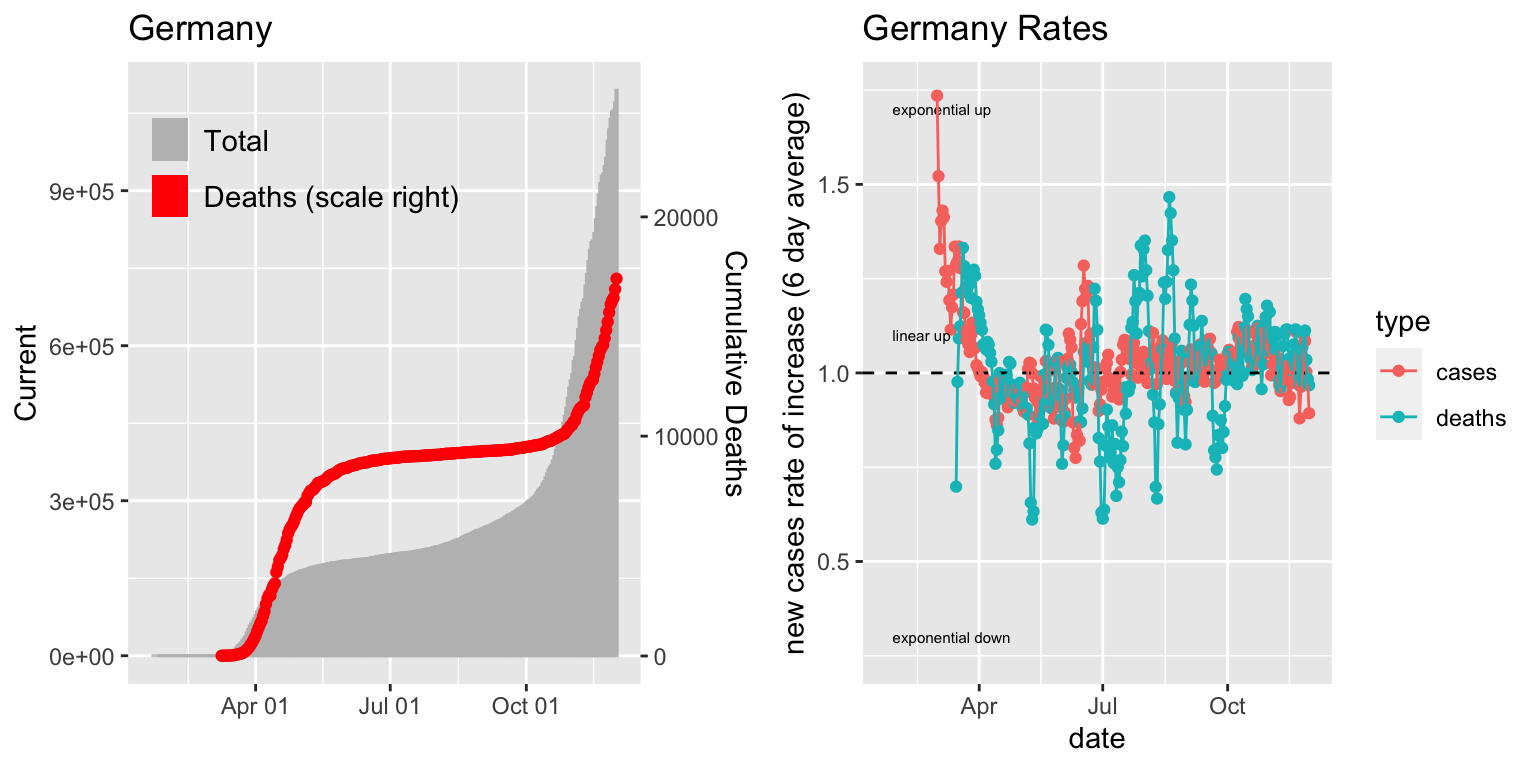 Germany
Total
Deaths (scale right)
9e+05
6e+05
3e+05
0e+00
Current
20000
10000
0
Cumulative Deaths
Apr 01
Jul 01
Oct 01
Germany Rates
exponential up
linear up
exponential down
1.5
1.0
0.5
new cases rate of increase (6 day average)
Apr
Jul
Oct
date
type
cases
deaths